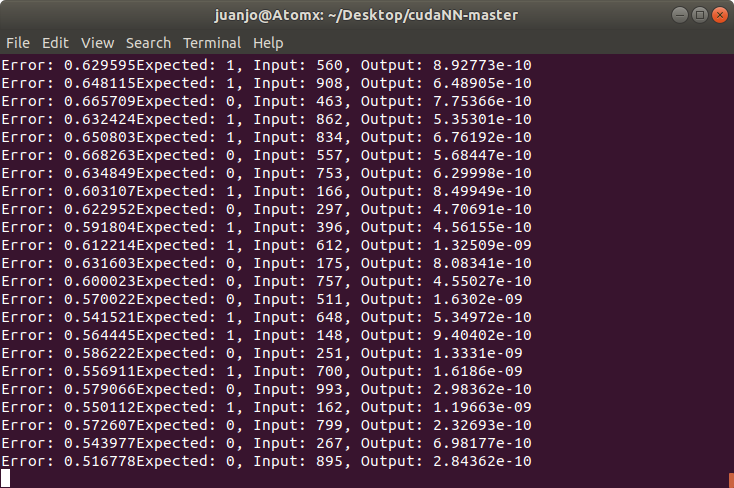 juanjo@Atomx: ~/Desktop/cudaNN-master
File Edit View Search Terminal Help
Error: 0.629595Expected: 1, Input: 560, Output: 8.92773e-10
Error: 0.648115Expected: 1, Input: 908, Output: 6.48905e-10
Error: 0.665709Expected: 0, Input: 463, Output: 7.75366e-10
Error: 0.632424Expected: 1, Input: 862, Output: 5.35301e-10
Error: 0.650803Expected: 1, Input: 834, Output: 6.76192e-10
Error: 0.668263Expected: 0, Input: 557, Output: 5.68447e-10
Error: 0.634849Expected: 0, Input: 753, Output: 6.29998e-10
Error: 0.603107Expected: 1, Input: 166, Output: 8.49949e-10
Error: 0.622952Expected: 0, Input: 297, Output: 4.70691e-10
Error: 0.591804Expected: 1, Input: 396, Output: 4.56155e-10
Error: 0.612214Expected: 1, Input: 612, Output: 1.32509e-09
Error: 0.631603Expected: 0, Input: 175, Output: 8.08341e-10
Error: 0.600023Expected: 0, Input: 757, Output: 4.55027e-10
Error: 0.570022Expected: 0, Input: 511, Output: 1.6302e-09
Error: 0.541521Expected: 1, Input: 648, Output: 5.34972e-10
Error: 0.564445Expected: 1, Input: 148, Output: 9.40402e-10
Error: 0.586222Expected: 0, Input: 251, Output: 1.3331e-09
Error: 0.556911Expected: 1, Input: 700, Output: 1.6186e-09
Error: 0.579066Expected: 0, Input: 993, Output: 2.98362e-10
Error: 0.550112Expected: 1, Input: 162, Output: 1.19663e-09
Error: 0.572607Expected: 0, Input: 799, Output: 2.32693e-10
Error: 0.543977Expected: 0, Input: 267, Output: 6.98177e-10
Error: 0.516778Expected: 0, Input: 895, Output: 2.84362e-10